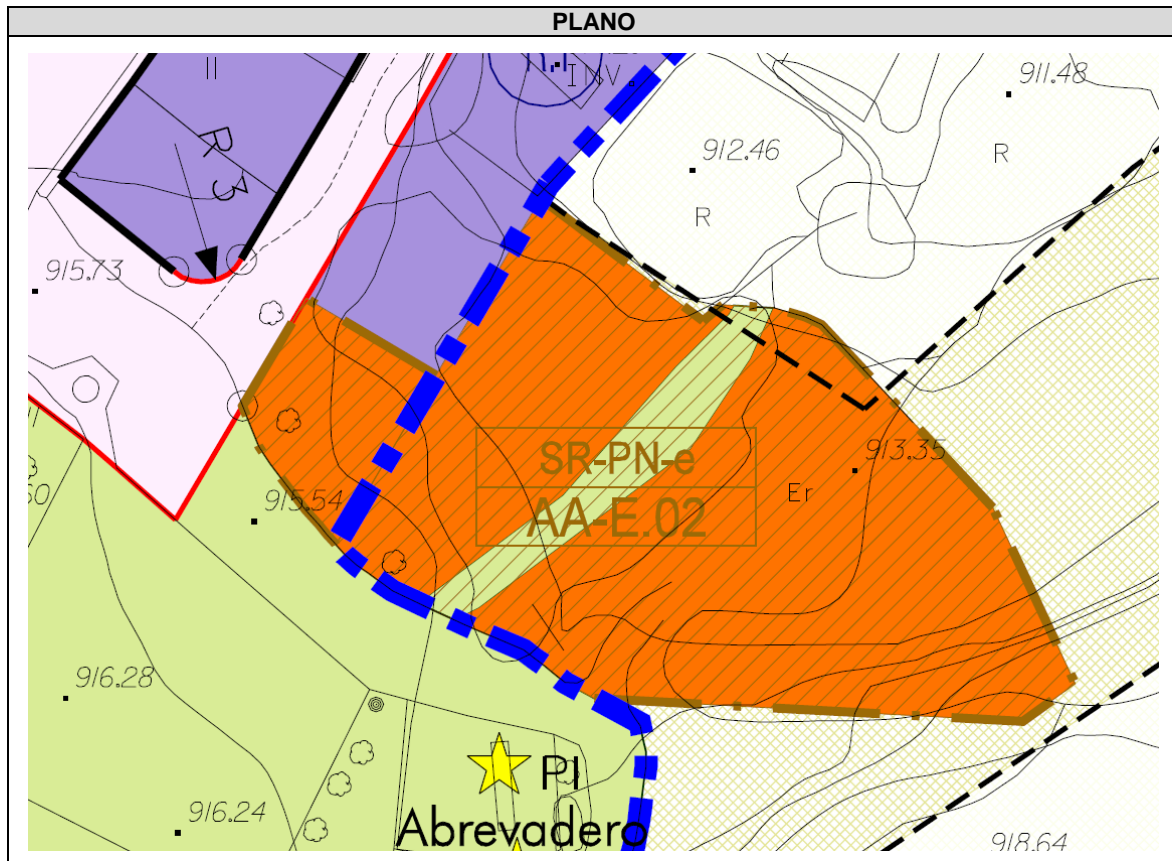 PLANO
II
INV.
911.48
912.46
R
R
R 3
915.73
SR-PN-e
913.35
Er
AA-E.02
915.54
916.28
PI
Abrevadero
916.24
918.64